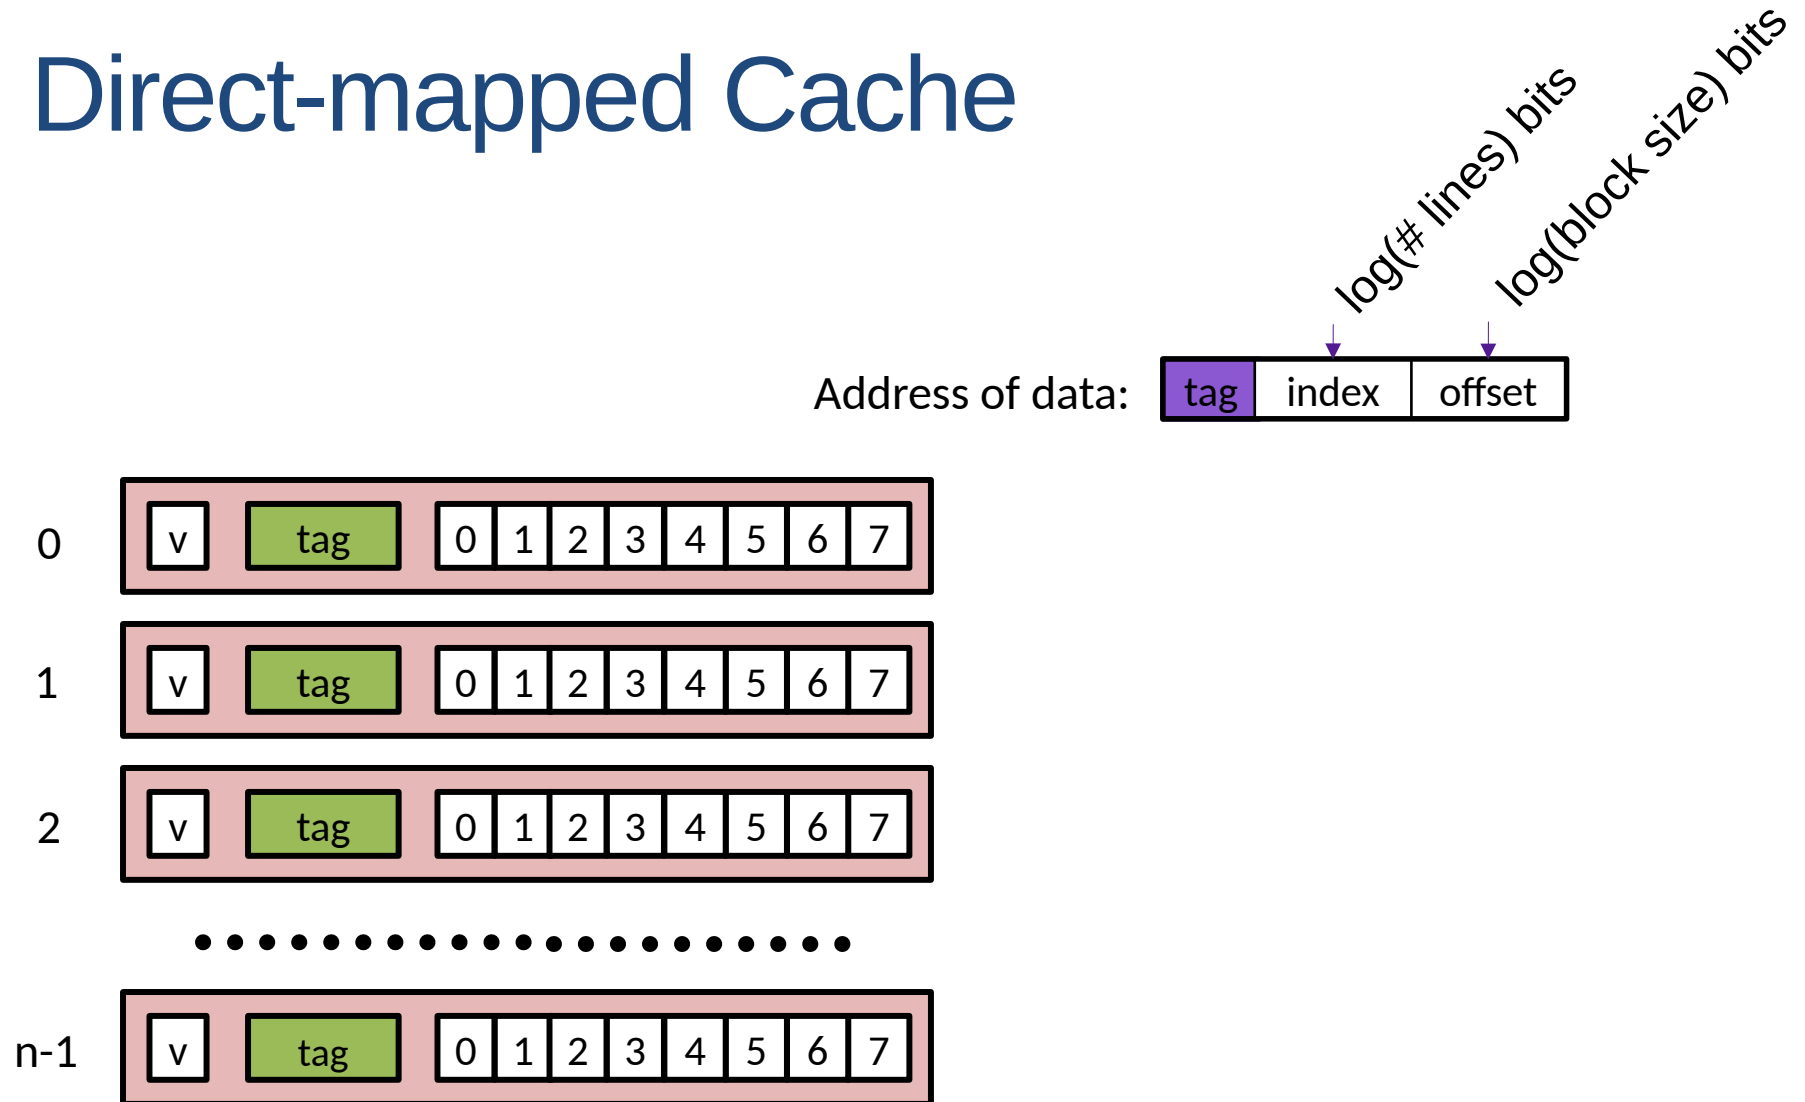 Direct-mapped Cache
log(# lines) bits
log(block size) bits
Address of data: tag index offset
0 v tag 0 1 2 3 4 5 6 7
1 v tag 0 1 2 3 4 5 6 7
2 v tag 0 1 2 3 4 5 6 7
n-1 v tag 0 1 2 3 4 5 6 7